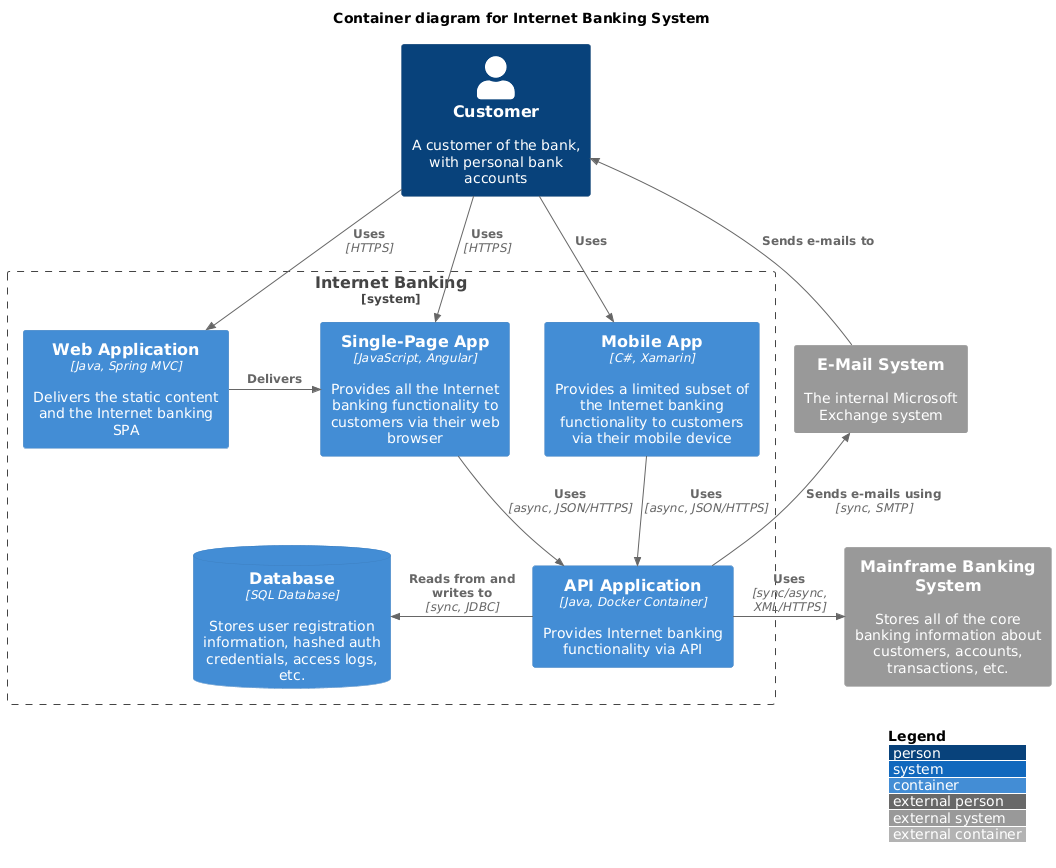 Container diagram for Internet Banking System
Customer
A customer of the bank,
with personal bank
accounts
Uses
[HTTPS]
Uses
[HTTPS]
Uses
Sends e-mails to
Internet Banking
[system]
Web Application
[Java, Spring MVC]
Delivers the static content
and the Internet banking
SPA
Delivers
Single-Page App
[JavaScript, Angular]
Provides all the Internet
banking functionality to
customers via their web
browser
Mobile App
[C#, Xamarin]
Provides a limited subset of
the Internet banking
functionality to customers
via their mobile device
E-Mail System
The internal Microsoft
Exchange system
Uses
[async, JSON/HTTPS]
Uses
[async, JSON/HTTPS]
Sends e-mails using
[sync, SMTP]
Database
[SQL Database]
Stores user registration
information, hashed auth
credentials, access logs,
etc.
Reads from and
writes to
[sync, JDBC]
API Application
[Java, Docker Container]
Provides Internet banking
functionality via API
Uses
[sync/async,
XML/HTTPS]
Mainframe Banking
System
Stores all of the core
banking information about
customers, accounts,
transactions, etc.
Legend
person
system
container
external person
external system
external container